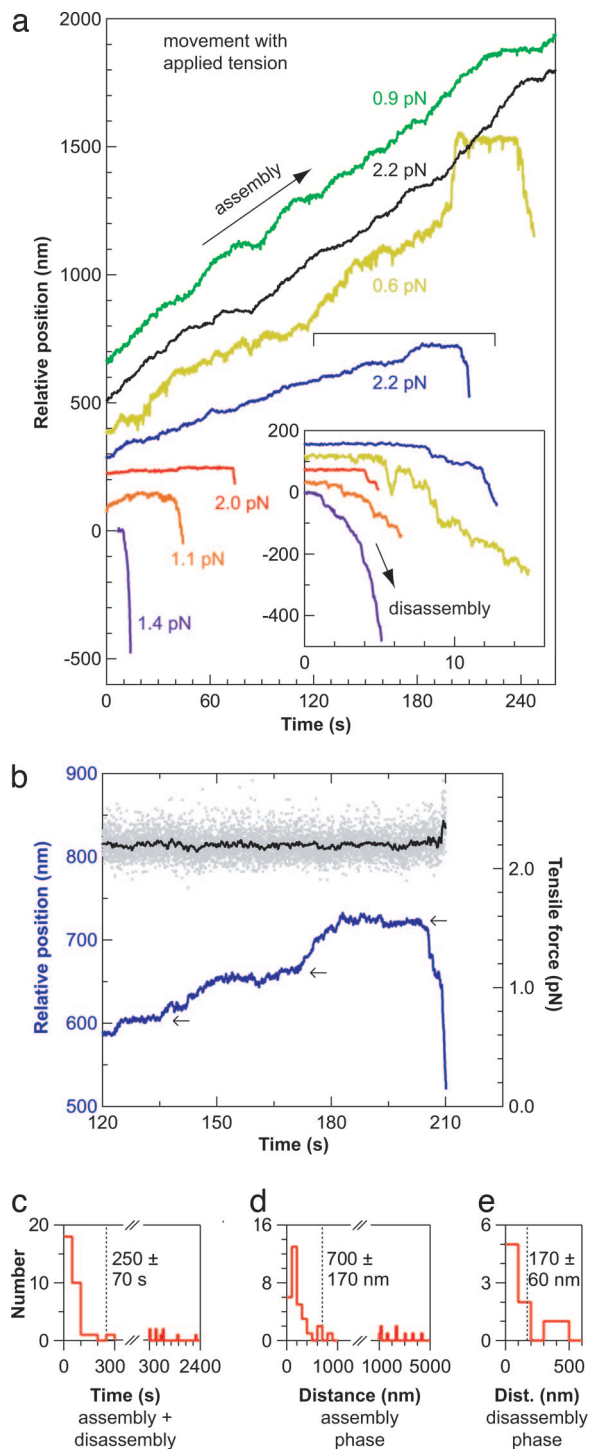 a
2000
1500
1000
500
0
-500
Relative position (nm)
movement with
applied tension
assembly
0.9 pN
2.2 pN
0.6 pN
2.2 pN
2.0 pN
1.1 pN
1.4 pN
200
0
-200
-400
disassembly
0 10
0 60 120 180 240
Time (s)
b
900
800
700
600
500
Relative position (nm)
2.0
1.0
0.0
Tensile force (pN)
120 150 180 210
Time (s)
c
20
10
0
Number
250 ±
70 s
0 300 300 2400
Time (s)
assembly +
disassembly
d
16
12
8
4
0
700 ±
170 nm
0 1000 1000 5000
Distance (nm)
assembly
phase
e
6
4
2
0
170 ±
60 nm
0 500
Dist. (nm)
disassembly
phase